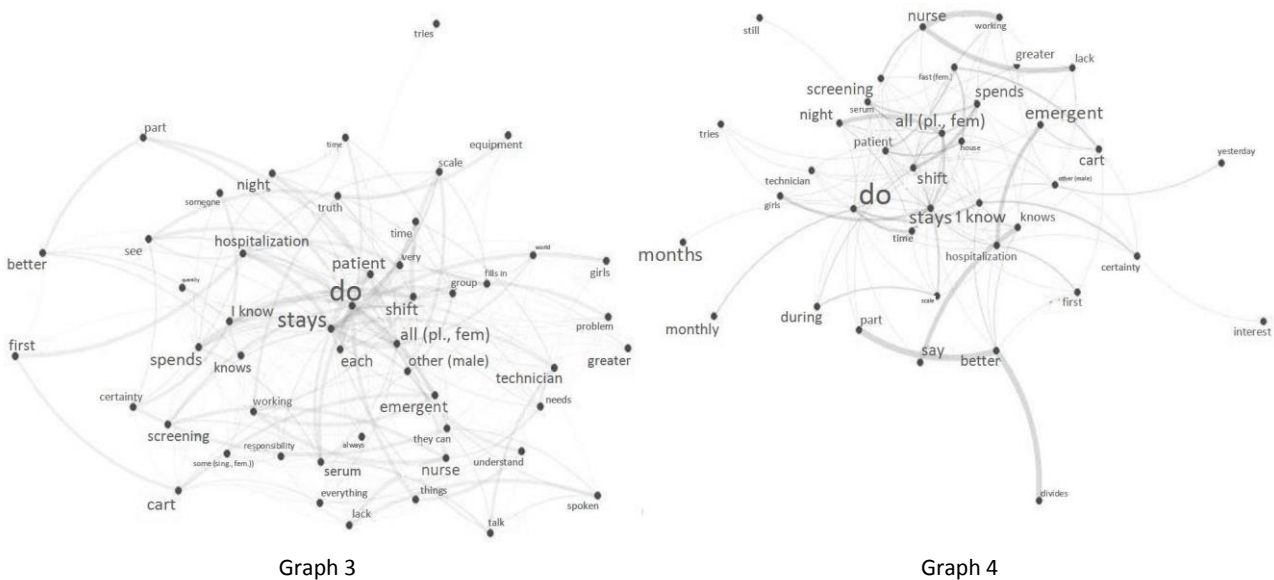 tries
part
time
equipment
scale
night
someone
truth
see
hospitalization
time
better
very
world
patient
quantity
fills in
girls
do
group
I know
shift
stays
problem
first
all (pl., fem)
spends
knows
each
other (male)
greater
technician
certainty
working
emergent
needs
screening
responsibility
always
they can
some (sing., fem.))
serum
nurse
understand
cart
everything
things
lack
spoken
talk
Graph 3
nurse
working
still
greater
lack
fast (fem.)
screening
spends
serum
night
all (pl., fem)
emergent
tries
patient
house
cart
yesterday
technician
shift
other (male)
girls
do
stays
I know
knows
time
months
hospitalization
certainty
scale
first
monthly
during
part
interest
say
better
divides
Graph 4